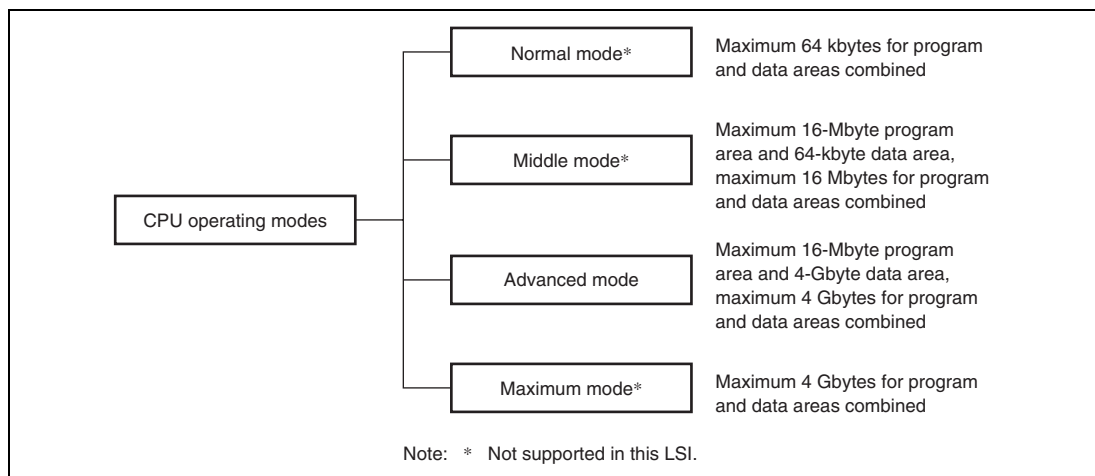 Normal mode*
Maximum 64 kbytes for program
and data areas combined
Middle mode*
Maximum 16-Mbyte program
area and 64-kbyte data area,
maximum 16 Mbytes for program
and data areas combined
CPU operating modes
Advanced mode
Maximum 16-Mbyte program
area and 4-Gbyte data area,
maximum 4 Gbytes for program
and data areas combined
Maximum mode*
Maximum 4 Gbytes for program
and data areas combined
Note: * Not supported in this LSI.